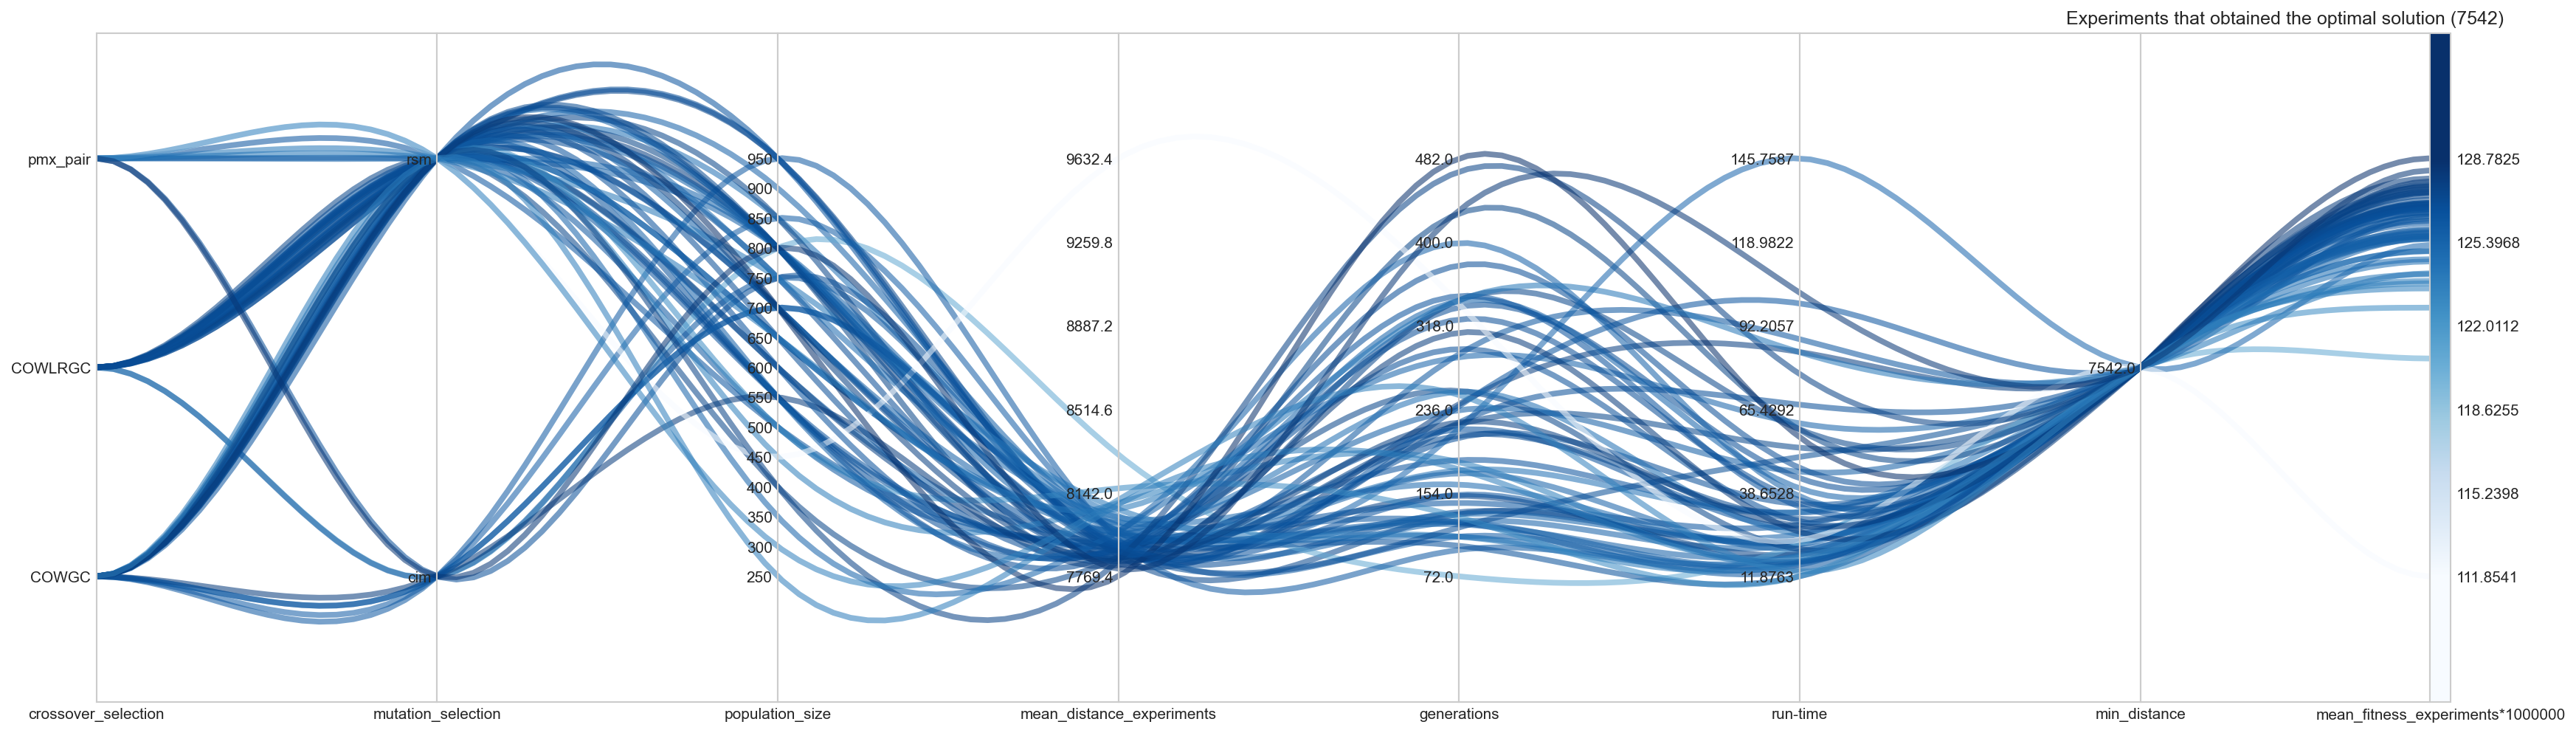 Experiments that obtained the optimal solution (7542)
pmx_pair
COWLRGC
COWGC
rsm
cim
950
900
850
800
750
700
650
600
550
500
450
400
350
300
250
9632.4
9259.8
8887.2
8514.6
8142.0
7769.4
482.0
400.0
318.0
236.0
154.0
72.0
145.7587
118.9822
92.2057
65.4292
38.6528
11.8763
7542.0
128.7825
125.3968
122.0112
118.6255
115.2398
111.8541
crossover_selection
mutation_selection
population_size
mean_distance_experiments
generations
run-time
min_distance
mean_fitness_experiments*1000000